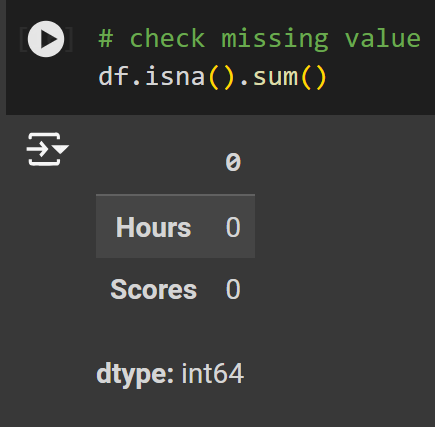 # check missing value
df.isna().sum()
0
Hours 0
Scores 0
dtype: int64